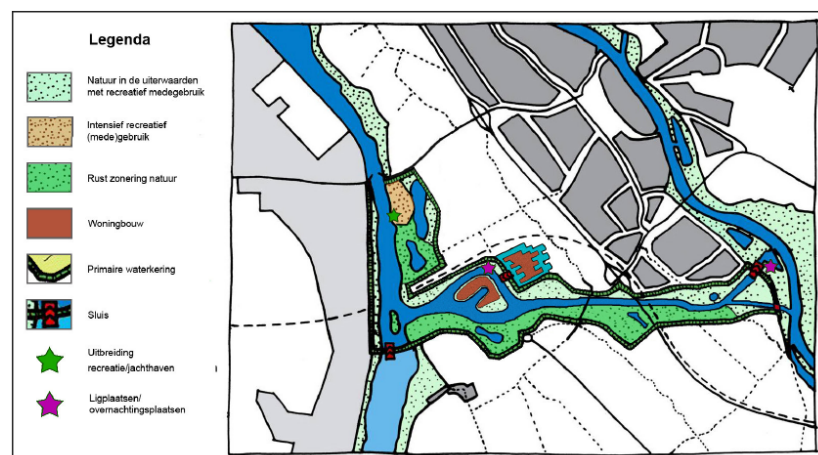 Legenda
Natuur in de uiterwaarden
met recreatief medegebruik
Intensief recreatief
(mede)gebruik
Rust zonering natuur
Woningbouw
Primaire waterkering
Sluis
Uitbreiding
recreatie/jachthaven
Ligplaatsen/
overnachtingsplaatsen